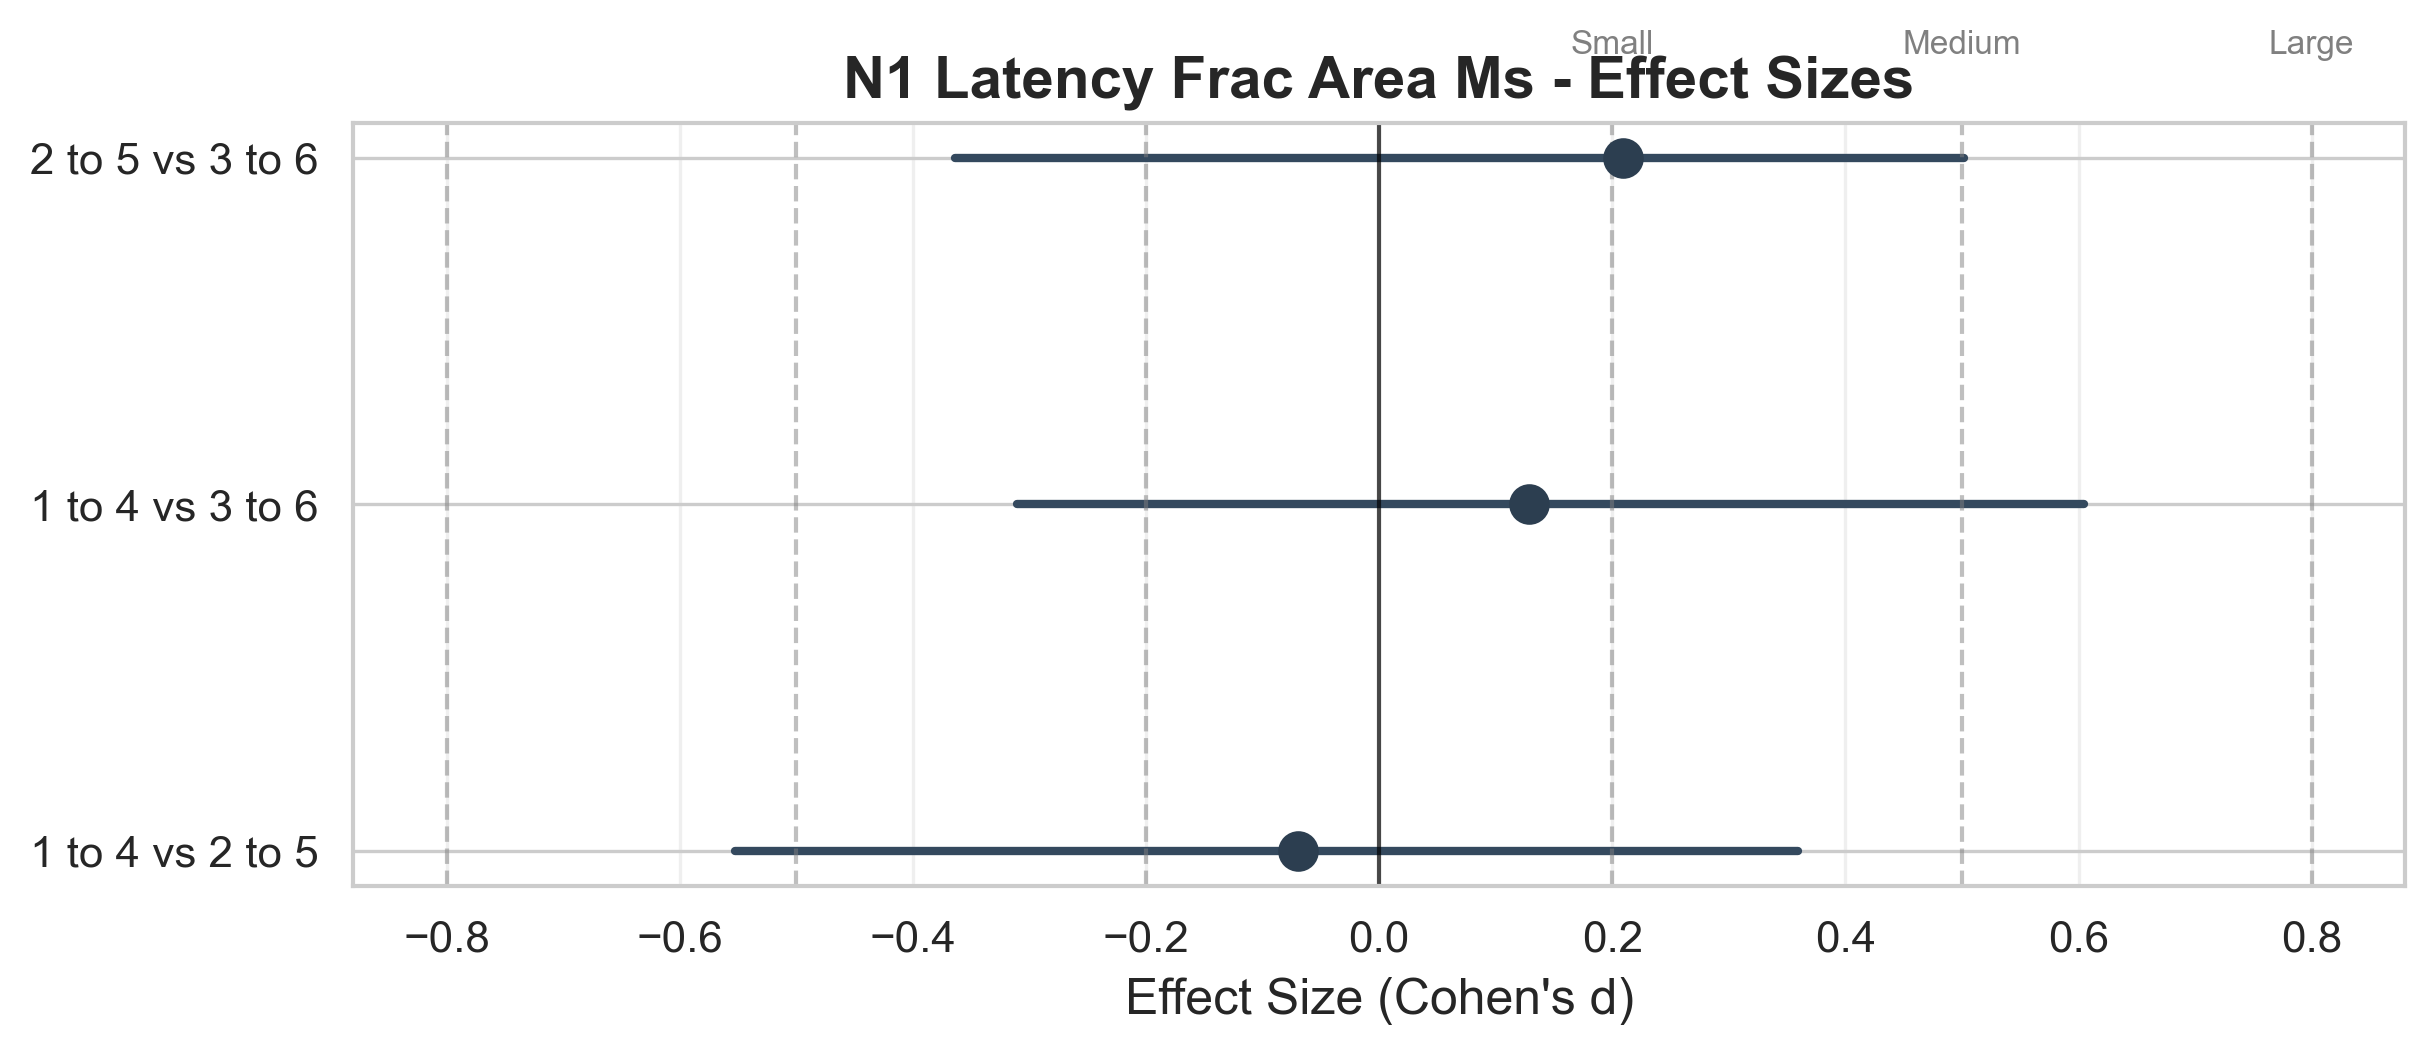 Small Medium Large
N1 Latency Frac Area Ms - Effect Sizes
2 to 5 vs 3 to 6
1 to 4 vs 3 to 6
1 to 4 vs 2 to 5
−0.8 −0.6 −0.4 −0.2 0.0 0.2 0.4 0.6 0.8
Effect Size (Cohen's d)